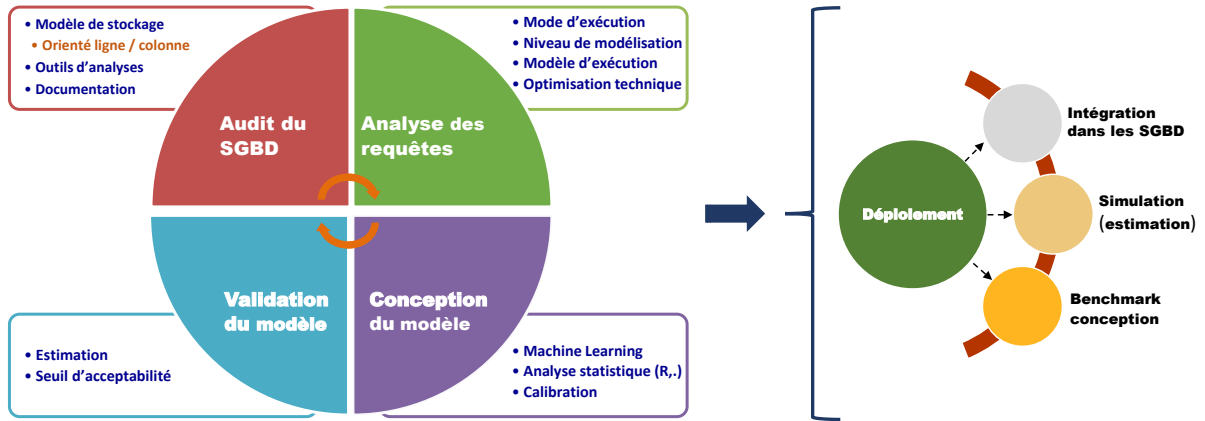 • Modèle de stockage
• Orienté ligne / colonne
• Outils d'analyses
• Documentation
• Mode d'exécution
• Niveau de modélisation
• Modèle d'exécution
• Optimisation technique
Audit du
SGBD
Analyse des
requêtes
Validation
du modèle
Conception
du modèle
• Estimation
• Seuil d'acceptabilité
• Machine Learning
• Analyse statistique (R,.)
• Calibration
Déploiement
Intégration
dans les SGBD
Simulation
(estimation)
Benchmark
conception